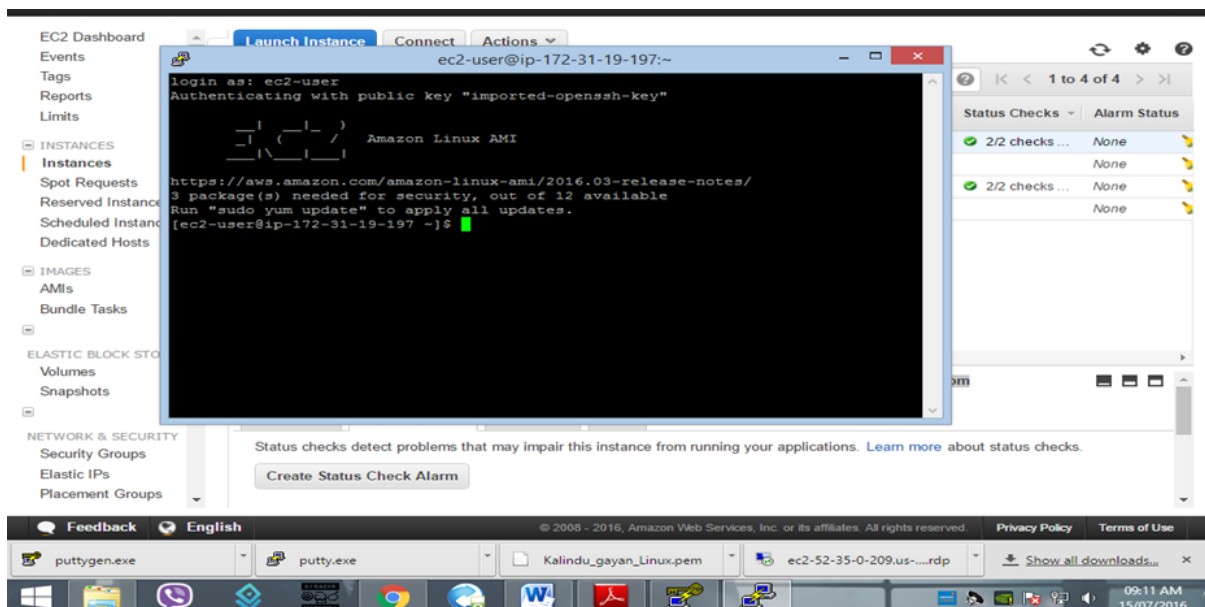 EC2 Dashboard
Events
Tags
Reports
Limits
INSTANCES
Instances
Spot Requests
Reserved Instance
Scheduled Instanc
Dedicated Hosts
IMAGES
AMIs
Bundle Tasks
ELASTIC BLOCK STO
Volumes
Snapshots
NETWORK & SECURITY
Security Groups
Elastic IPs
Placement Groups
Launch Instance Connect Actions
1 to 4 of 4
Status Checks Alarm Status
2/2 checks ... None
None
2/2 checks ... None
None
ec2-user@ip-172-31-19-197:~
login as: ec2-user
Authenticating with public key "imported-openssh-key"
__| __|_ )
_| ( / Amazon Linux AMI
___|\___|___|
https://aws.amazon.com/amazon-linux-ami/2016.03-release-notes/
3 package(s) needed for security, out of 12 available
Run "sudo yum update" to apply all updates.
[ec2-user@ip-172-31-19-197 ~]$
om
Status checks detect problems that may impair this instance from running your applications. Learn more about status checks.
Create Status Check Alarm
Feedback English © 2008 - 2016, Amazon Web Services, Inc. or its affiliates. All rights reserved. Privacy Policy Terms of Use
puttygen.exe putty.exe Kalindu_gayan_Linux.pem ec2-52-35-0-209.us-....rdp Show all downloads...
09:11 AM
15/07/2016